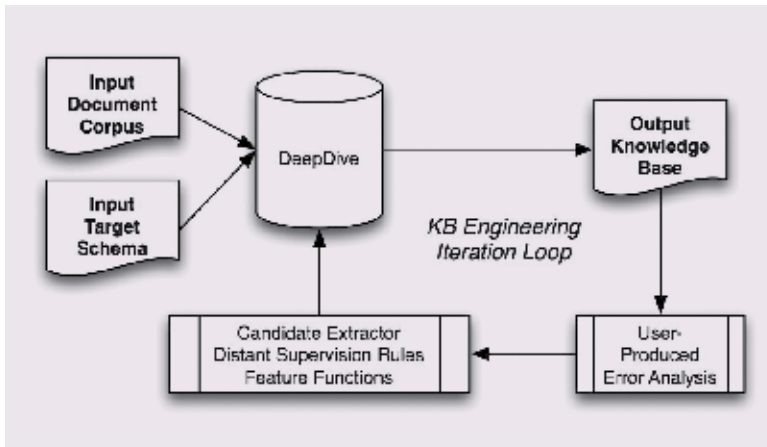 Input
Document
Corpus
DeepDive
Output
Knowledge
Base
Input
Target
Schema
KB Engineering
Iteration Loop
Candidate Extractor
Distant Supervision Rules
Feature Functions
User-
Produced
Error Analysis